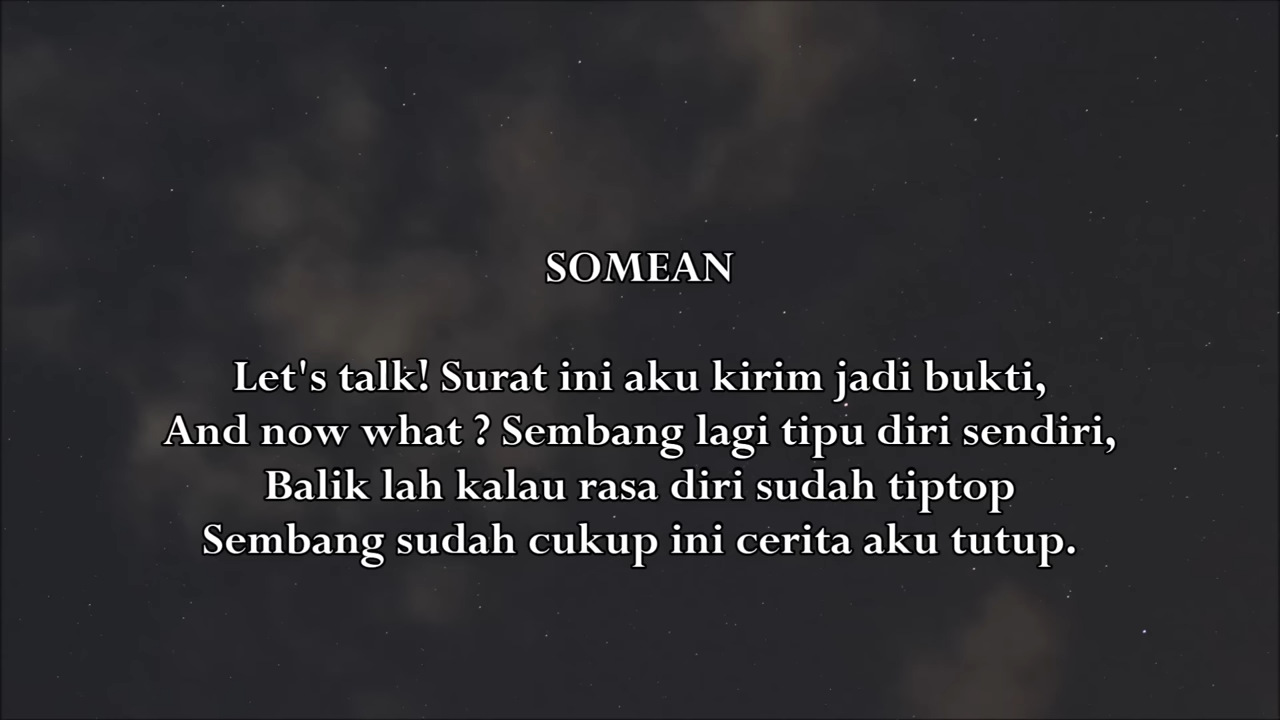 SOMEAN
Let's talk! Surat ini aku kirim jadi bukti,
And now what ? Sembang lagi tipu diri sendiri,
Balik lah kalau rasa diri sudah tiptop
Sembang sudah cukup ini cerita aku tutup.